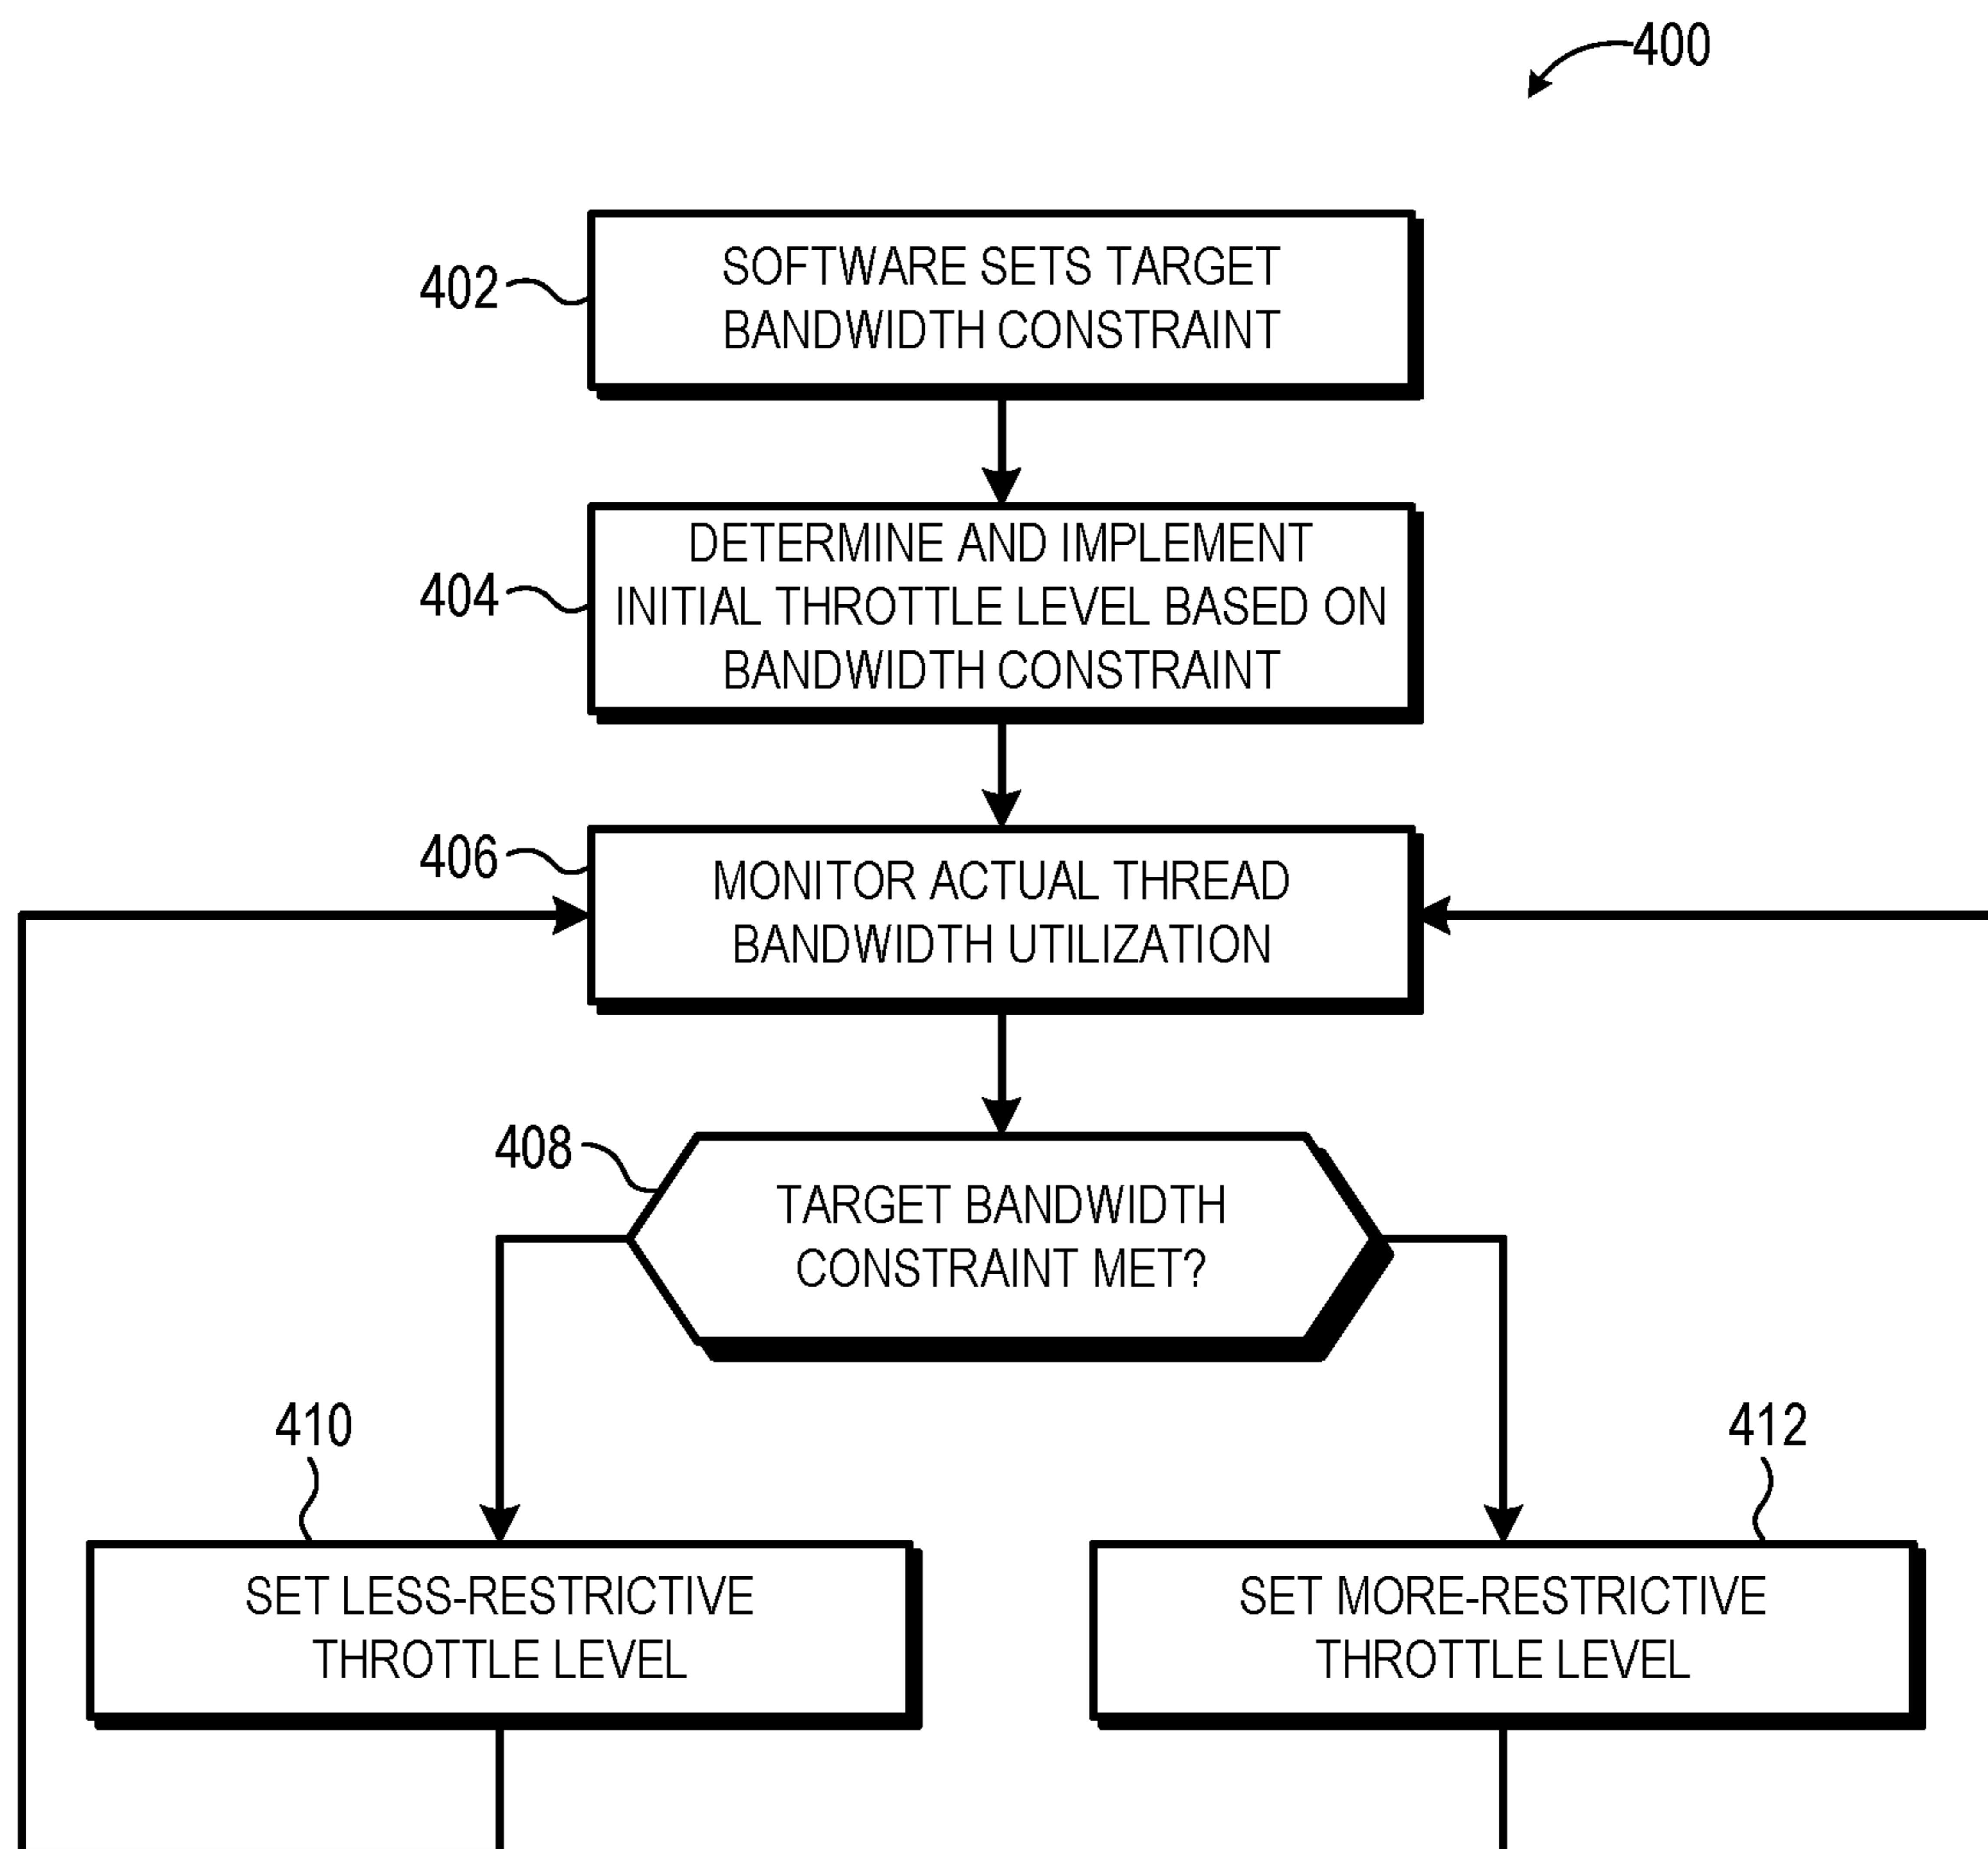 400
402
SOFTWARE SETS TARGET
BANDWIDTH CONSTRAINT
404
DETERMINE AND IMPLEMENT
INITIAL THROTTLE LEVEL BASED ON
BANDWIDTH CONSTRAINT
406
MONITOR ACTUAL THREAD
BANDWIDTH UTILIZATION
408
TARGET BANDWIDTH
CONSTRAINT MET?
410
SET LESS-RESTRICTIVE
THROTTLE LEVEL
412
SET MORE-RESTRICTIVE
THROTTLE LEVEL